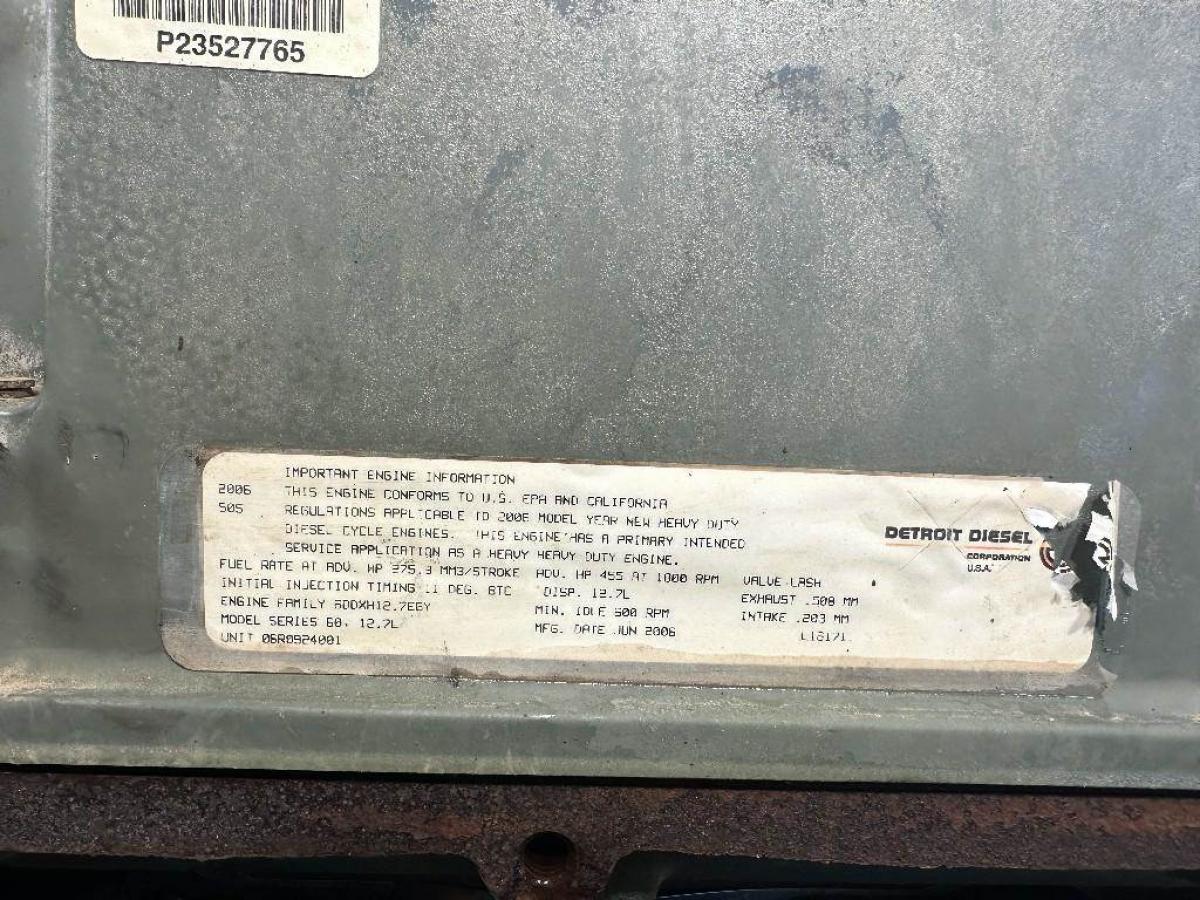 P23527765
IMPORTANT ENGINE INFORMATION
2006 THIS ENGINE CONFORMS TO U.S. EPA AND CALIFORNIA
505 REGULATIONS APPLICABLE TO 2006 MODEL YEAR NEW HEAVY DUTY
DIESEL CYCLE ENGINES. THIS ENGINE HAS A PRIMARY INTENDED
SERVICE APPLICATION AS A HEAVY HEAVY DUTY ENGINE.
FUEL RATE AT ADV. HP 375.3 MM3/STROKE ADV. HP 455 AT 1800 RPM VALVE LASH
INITIAL INJECTION TIMING 11 DEG. BTC DISP. 12.7L EXHAUST .508 MM
ENGINE FAMILY 6DDXH12.7EGY MIN. IDLE 600 RPM INTAKE .203 MM
MODEL SERIES 60, 12.7L MFG. DATE JUN 2006
UNIT 06R0924001
DETROIT DIESEL
CORPORATION
U.S.A.